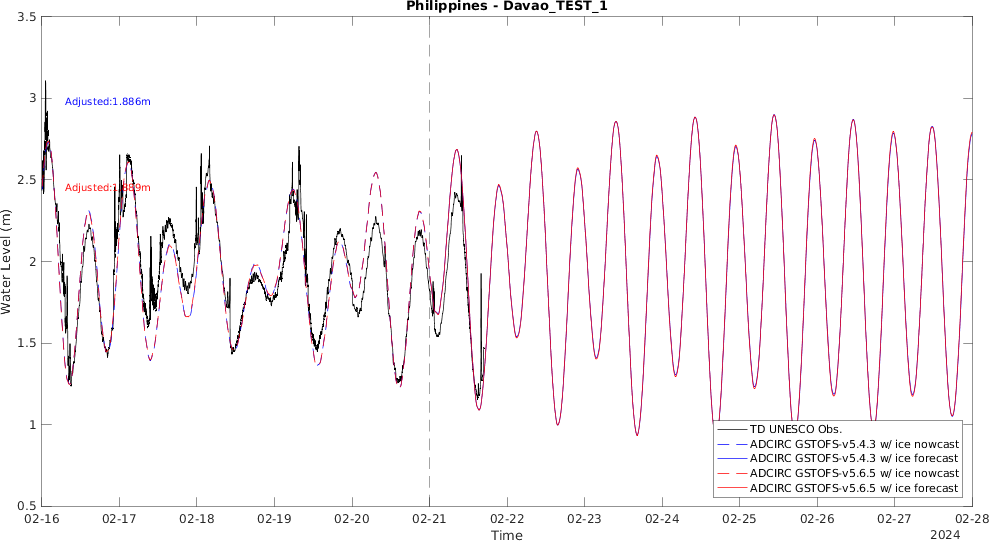 Philippines - Davao_TEST_1
3.5
3
2.5
2
1.5
1
0.5
Water Level (m)
Adjusted:1.886m
Adjusted:1.889m
TD UNESCO Obs.
ADCIRC GSTOFS-v5.4.3 w/ ice nowcast
ADCIRC GSTOFS-v5.4.3 w/ ice forecast
ADCIRC GSTOFS-v5.6.5 w/ ice nowcast
ADCIRC GSTOFS-v5.6.5 w/ ice forecast
02-16 02-17 02-18 02-19 02-20 02-21 02-22 02-23 02-24 02-25 02-26 02-27 02-28
Time
2024